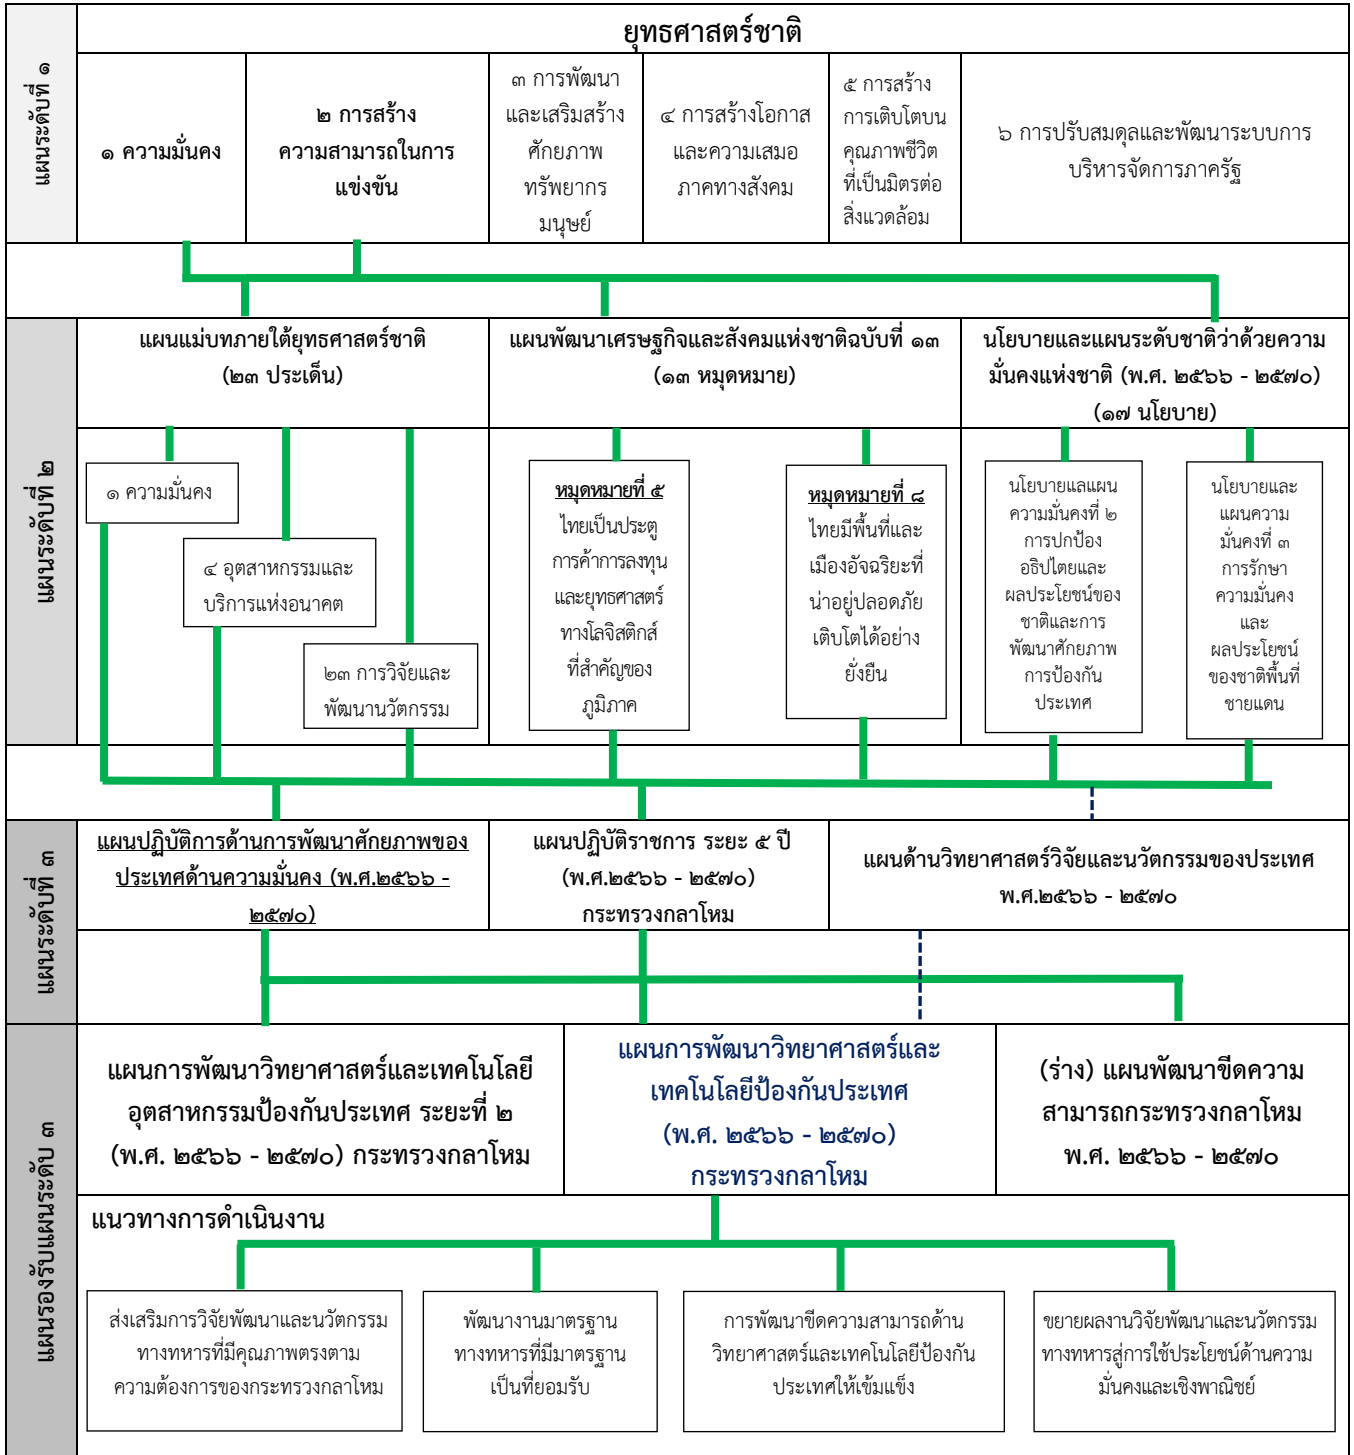 แผนระดับที่ ๑
ยุทธศาสตร์ชาติ
๑ ความมั่นคง
๒ การสร้าง
ความสามารถในการ
แข่งขัน
๓ การพัฒนา
และเสริมสร้าง
ศักยภาพ
ทรัพยากร
มนุษย์
๔ การสร้างโอกาส
และความเสมอ
ภาคทางสังคม
๕ การสร้าง
การเติบโตบน
คุณภาพชีวิต
ที่เป็นมิตรต่อ
สิ่งแวดล้อม
๖ การปรับสมดุลและพัฒนาระบบการ
บริหารจัดการภาครัฐ
แผนระดับที่ ๒
แผนแม่บทภายใต้ยุทธศาสตร์ชาติ
(๒๓ ประเด็น)
แผนพัฒนาเศรษฐกิจและสังคมแห่งชาติฉบับที่ ๑๓
(๑๓ หมุดหมาย)
นโยบายและแผนระดับชาติว่าด้วยความ
มั่นคงแห่งชาติ (พ.ศ. ๒๕๖๖ - ๒๕๗๐)
(๑๗ นโยบาย)
๑ ความมั่นคง
๔ อุตสาหกรรมและ
บริการแห่งอนาคต
๒๓ การวิจัยและ
พัฒนานวัตกรรม
หมุดหมายที่ ๕
ไทยเป็นประตู
การค้าการลงทุน
และยุทธศาสตร์
ทางโลจิสติกส์
ที่สำคัญของ
ภูมิภาค
หมุดหมายที่ ๘
ไทยมีพื้นที่และ
เมืองอัจฉริยะที่
น่าอยู่ปลอดภัย
เติบโตได้อย่าง
ยั่งยืน
นโยบายแลแผน
ความมั่นคงที่ ๒
การปกป้อง
อธิปไตยและ
ผลประโยชน์ของ
ชาติและการ
พัฒนาศักยภาพ
การป้องกัน
ประเทศ
นโยบายและ
แผนความ
มั่นคงที่ ๓
การรักษา
ความมั่นคง
และ
ผลประโยชน์
ของชาติพื้นที่
ชายแดน
แผนระดับที่ ๓
แผนปฏิบัติการด้านการพัฒนาศักยภาพของ
ประเทศด้านความมั่นคง (พ.ศ.๒๕๖๖ -
๒๕๗๐)
แผนปฏิบัติราชการ ระยะ ๕ ปี
(พ.ศ.๒๕๖๖ - ๒๕๗๐)
กระทรวงกลาโหม
แผนด้านวิทยาศาสตร์วิจัยและนวัตกรรมของประเทศ
พ.ศ.๒๕๖๖ - ๒๕๗๐
แผนรองรับแผนระดับ ๓
แผนการพัฒนาวิทยาศาสตร์และเทคโนโลยี
อุตสาหกรรมป้องกันประเทศ ระยะที่ ๒
(พ.ศ. ๒๕๖๖ - ๒๕๗๐) กระทรวงกลาโหม
แผนการพัฒนาวิทยาศาสตร์และ
เทคโนโลยีป้องกันประเทศ
(พ.ศ. ๒๕๖๖ - ๒๕๗๐)
กระทรวงกลาโหม
(ร่าง) แผนพัฒนาขีดความ
สามารถกระทรวงกลาโหม
พ.ศ. ๒๕๖๖ - ๒๕๗๐
แนวทางการดำเนินงาน
ส่งเสริมการวิจัยพัฒนาและนวัตกรรม
ทางทหารที่มีคุณภาพตรงตาม
ความต้องการของกระทรวงกลาโหม
พัฒนางานมาตรฐาน
ทางทหารที่มีมาตรฐาน
เป็นที่ยอมรับ
การพัฒนาขีดความสามารถด้าน
วิทยาศาสตร์และเทคโนโลยีป้องกัน
ประเทศให้เข้มแข็ง
ขยายผลงานวิจัยพัฒนาและนวัตกรรม
ทางทหารสู่การใช้ประโยชน์ด้านความ
มั่นคงและเชิงพาณิชย์